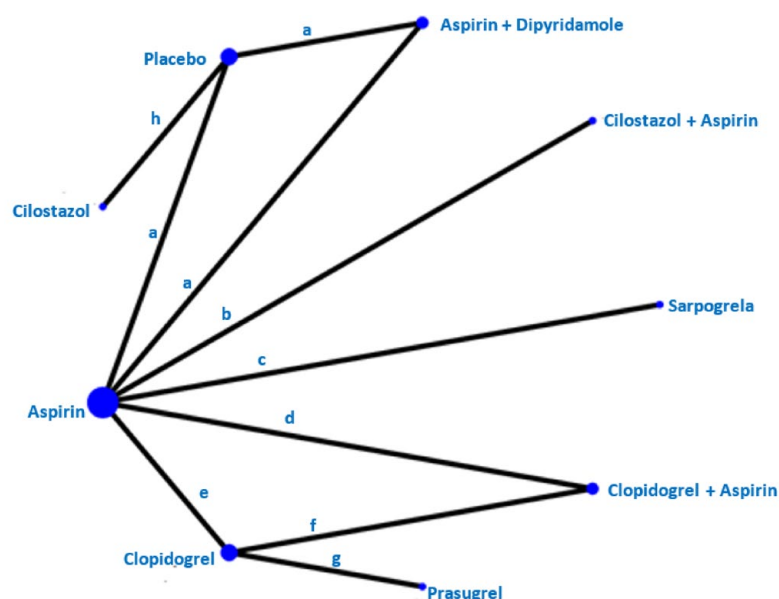 a
Aspirin + Dipyridamole
Placebo
h
Cilostazol + Aspirin
Cilostazol
a
a
b
Sarpogrela
c
Aspirin
d
e
Clopidogrel + Aspirin
f
Clopidogrel
g
Prasugrel